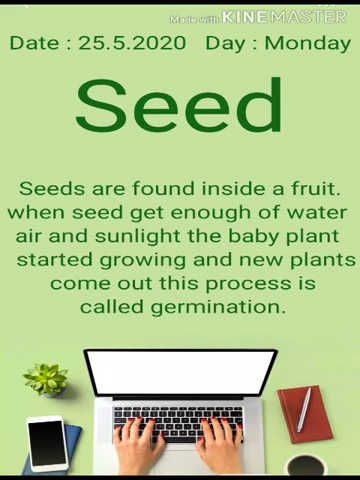 Made with KINEMASTER
Date : 25.5.2020 Day : Monday
Seed
Seeds are found inside a fruit.
when seed get enough of water
air and sunlight the baby plant
started growing and new plants
come out this process is
called germination.